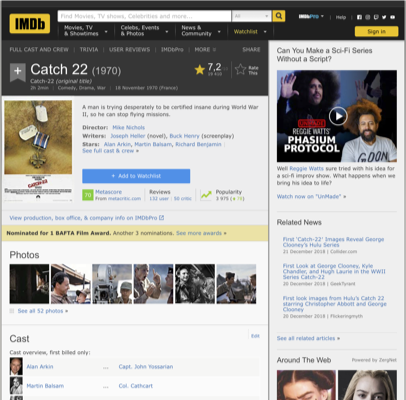 IMDb
Find Movies, TV shows, Celebrities and more...
All
IMDbPro
Help
Movies, TV & Showtimes
Celebs, Events & Photos
News & Community
Watchlist
Sign in
FULL CAST AND CREW | TRIVIA | USER REVIEWS | IMDbPro | MORE
SHARE
Catch 22 (1970)
Catch-22 (original title)
2h 2min | Comedy, Drama, War | 18 November 1970 (France)
7,2
Rate This
A man is trying desperately to be certified insane during World War
II, so he can stop flying missions.
Director: Mike Nichols
Writers: Joseph Heller (novel), Buck Henry (screenplay)
Stars: Alan Arkin, Martin Balsam, Richard Benjamin |
See full cast & crew »
+ Add to Watchlist
70
Metascore
From metacritic.com
Reviews
132 user | 50 critic
Popularity
View production, box office, & company info on IMDbPro
Nominated for 1 BAFTA Film Award. Another 3 nominations. See more awards »
Photos
See all 52 photos »
Cast
Edit
Cast overview, first billed only:
Alan Arkin ... Capt. John Yossarian
Martin Balsam ... Col. Cathcart
Can You Make a Sci-Fi Series
Without a Script?
REGGIE WATTS'
PHASIUM
PROTOCOL
Well Reggie Watts sure tried with his idea for
a sci-fi improv show. What happens when we
bring his idea to life?
Watch now on "UnMade" »
Related News
First 'Catch-22' Images Reveal George
Clooney's Hulu Series
21 December 2018 | Collider.com
First Look at George Clooney, Kyle
Chandler, and Hugh Laurie in the WWII
Series Catch-22
20 December 2018 | GeekTyrant
First look images from Hulu's Catch 22
starring Christopher Abbott and George
Clooney
20 December 2018 | Flickeringmyth
See all related articles »
Around The Web
Powered by ZergNet